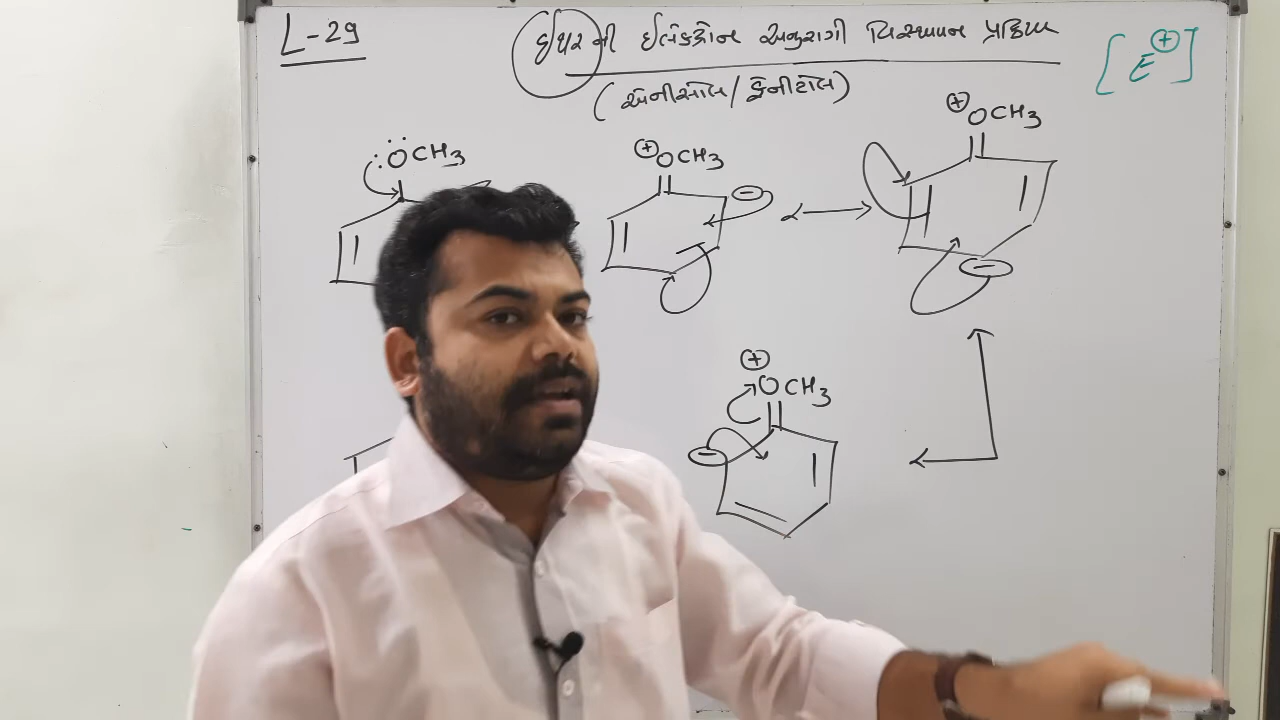 L-29
ઈથરની ઈલેક્ટ્રોન અનુરાગી વિસ્થાપન પ્રક્રિયા
(એનીસોલ/ફેનીટોલ)
[E⊕]
:ÖCH3
⊕OCH3
⊕OCH3
⊕OCH3